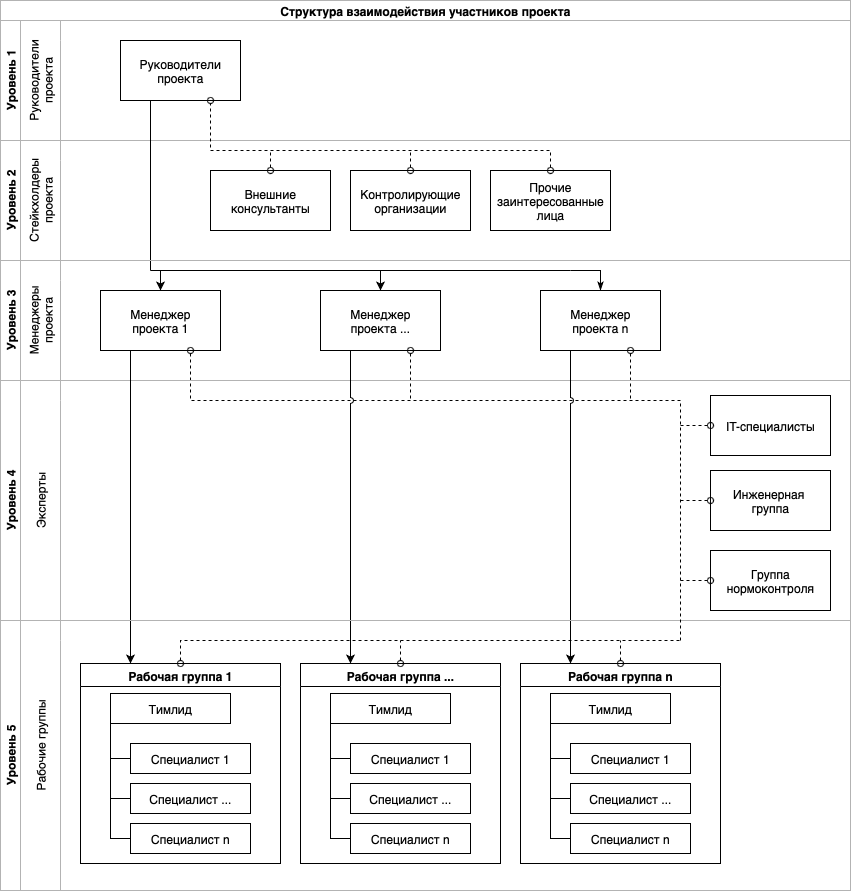 Структура взаимодействия участников проекта
Уровень 1
Руководители
проекта
Руководители
проекта
Уровень 2
Стейкхолдеры
проекта
Внешние
консультанты
Контролирующие
организации
Прочие
заинтересованные
лица
Уровень 3
Менеджеры
проекта
Менеджер
проекта 1
Менеджер
проекта ...
Менеджер
проекта n
Уровень 4
Эксперты
IT-специалисты
Инженерная
группа
Группа
нормоконтроля
Уровень 5
Рабочие группы
Рабочая группа 1
Тимлид
Специалист 1
Специалист ...
Специалист n
Рабочая группа ...
Тимлид
Специалист 1
Специалист ...
Специалист n
Рабочая группа n
Тимлид
Специалист 1
Специалист ...
Специалист n